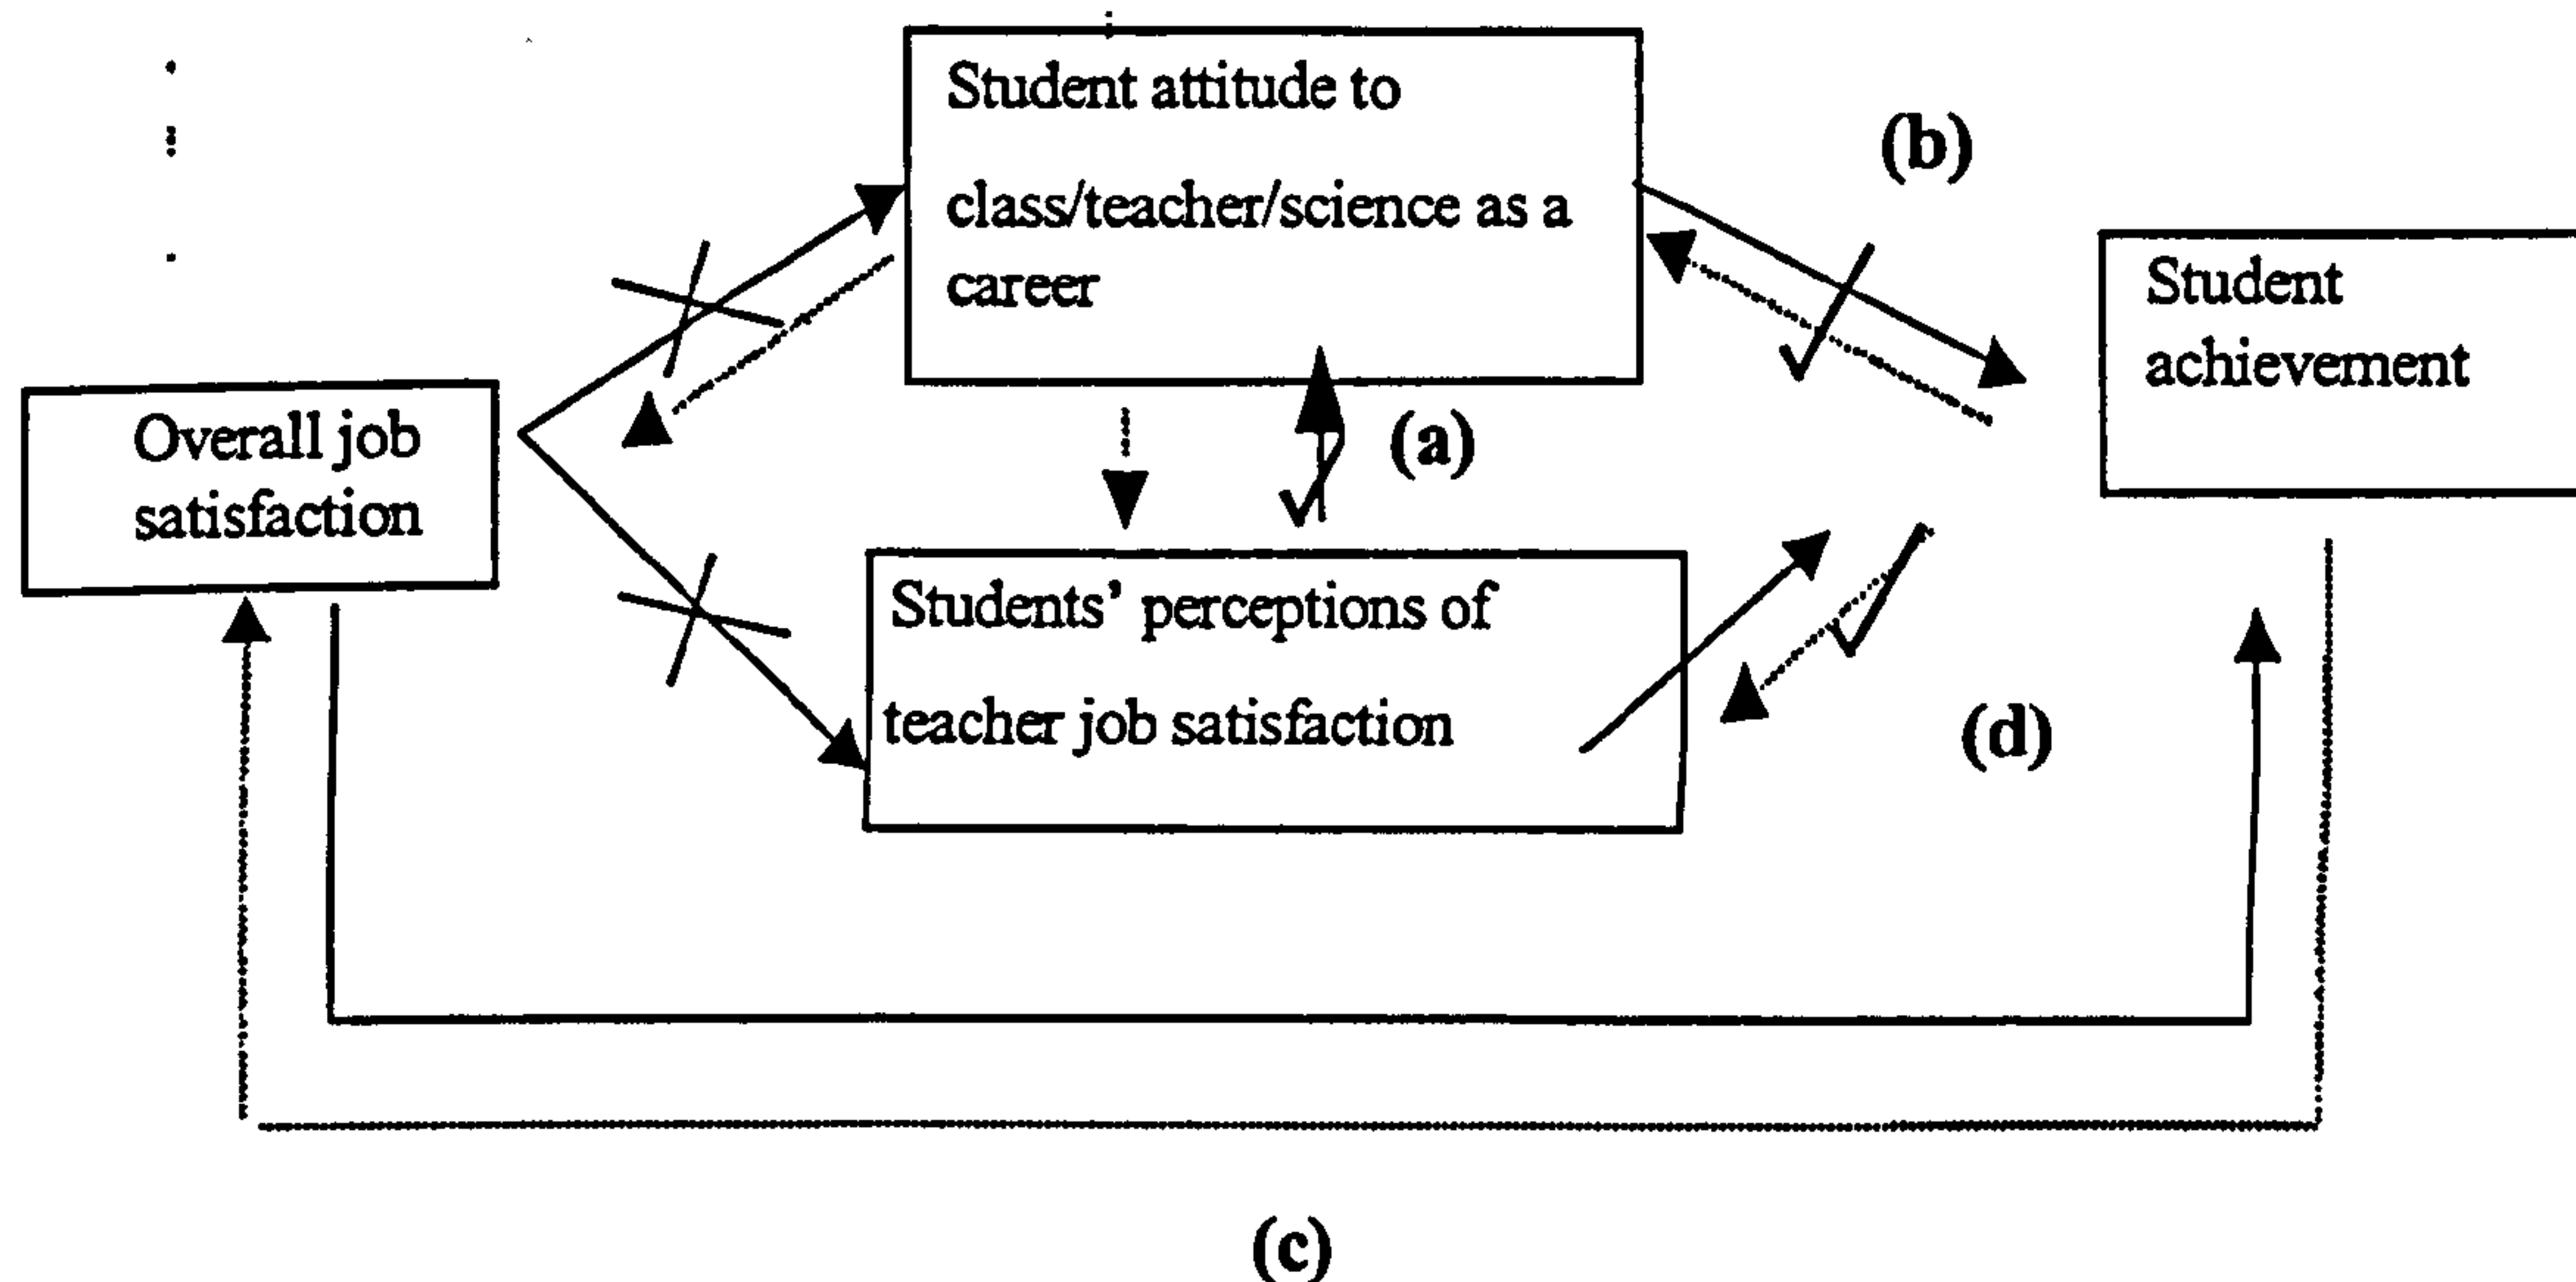 Student attitude to
class/teacher/science as a
career
(b)
Student
achievement
Overall job
satisfaction
(a)
Students' perceptions of
teacher job satisfaction
(d)
(c)